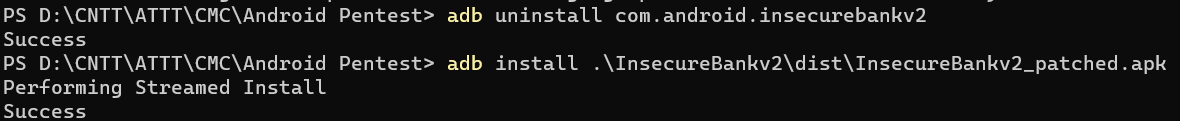 PS D:\CNTT\ATTT\CMC\Android Pentest> adb uninstall com.android.insecurebankv2
Success
PS D:\CNTT\ATTT\CMC\Android Pentest> adb install .\InsecureBankv2\dist\InsecureBankv2_patched.apk
Performing Streamed Install
Success